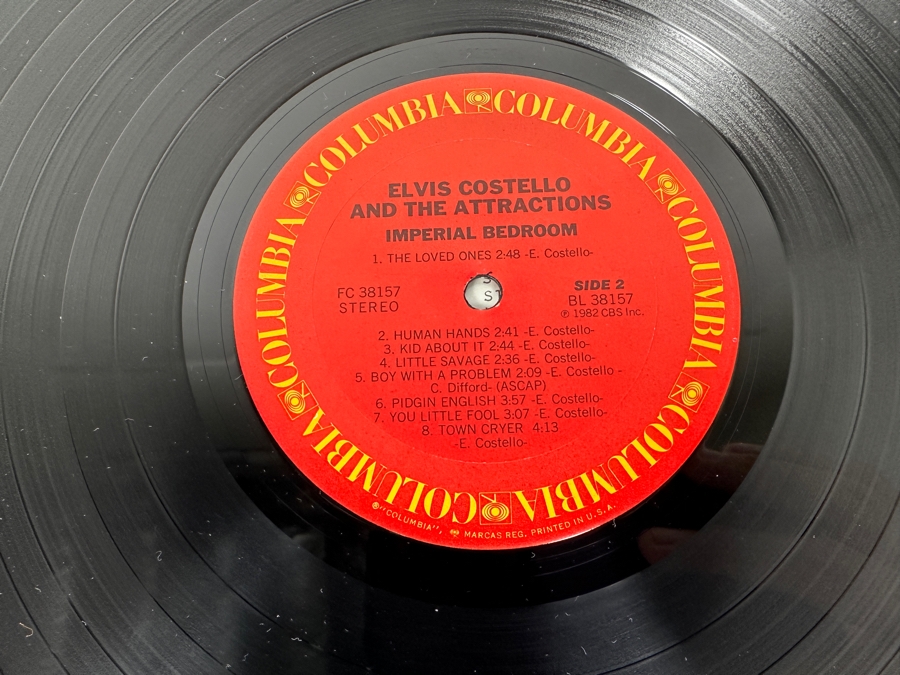 COLUMBIA COLUMBIA COLUMBIA COLUMBIA COLUMBIA COLUMBIA COLUMBIA COLUMBIA
ELVIS COSTELLO
AND THE ATTRACTIONS
IMPERIAL BEDROOM
1. THE LOVED ONES 2:48 -E. Costello-
FC 38157
STEREO
SIDE 2
BL 38157
℗ 1982 CBS Inc.
2. HUMAN HANDS 2:41 -E. Costello-
3. KID ABOUT IT 2:44 -E. Costello-
4. LITTLE SAVAGE 2:36 -E. Costello-
5. BOY WITH A PROBLEM 2:09 -E. Costello -
C. Difford- (ASCAP)
6. PIDGIN ENGLISH 3:57 -E. Costello-
7. YOU LITTLE FOOL 3:07 -E. Costello-
8. TOWN CRYER 4:13
-E. Costello-
®"COLUMBIA", MARCAS REG. PRINTED IN U.S.A.